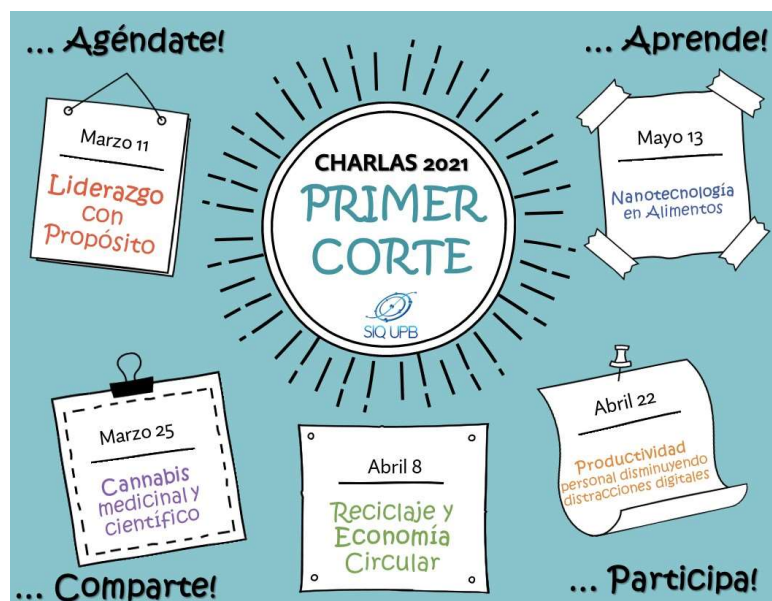 ... Agéndate!
... Aprende!
Marzo 11
Liderazgo
con
Propósito
CHARLAS 2021
PRIMER
CORTE
SIQ UPB
Mayo 13
Nanotecnología
en Alimentos
Marzo 25
Cannabis
medicinal y
científico
Abril 8
Reciclaje y
Economía
Circular
Abril 22
Productividad
personal disminuyendo
distracciones digitales
... Comparte!
... Participa!